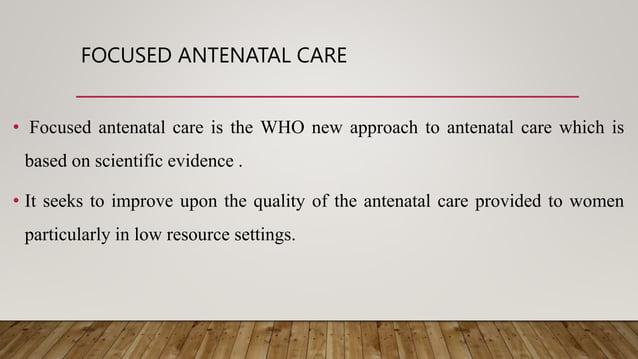 FOCUSED ANTENATAL CARE
• Focused antenatal care is the WHO new approach to antenatal care which is
based on scientific evidence .
• It seeks to improve upon the quality of the antenatal care provided to women
particularly in low resource settings.